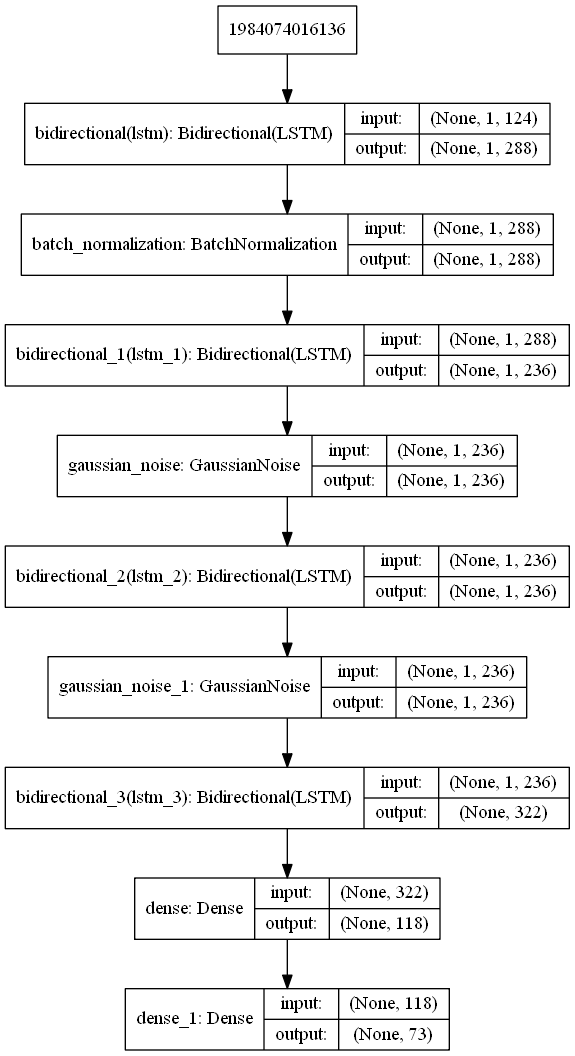 1984074016136
bidirectional(lstm): Bidirectional(LSTM)
input: (None, 1, 124)
output: (None, 1, 288)
batch_normalization: BatchNormalization
input: (None, 1, 288)
output: (None, 1, 288)
bidirectional_1(lstm_1): Bidirectional(LSTM)
input: (None, 1, 288)
output: (None, 1, 236)
gaussian_noise: GaussianNoise
input: (None, 1, 236)
output: (None, 1, 236)
bidirectional_2(lstm_2): Bidirectional(LSTM)
input: (None, 1, 236)
output: (None, 1, 236)
gaussian_noise_1: GaussianNoise
input: (None, 1, 236)
output: (None, 1, 236)
bidirectional_3(lstm_3): Bidirectional(LSTM)
input: (None, 1, 236)
output: (None, 322)
dense: Dense
input: (None, 322)
output: (None, 118)
dense_1: Dense
input: (None, 118)
output: (None, 73)